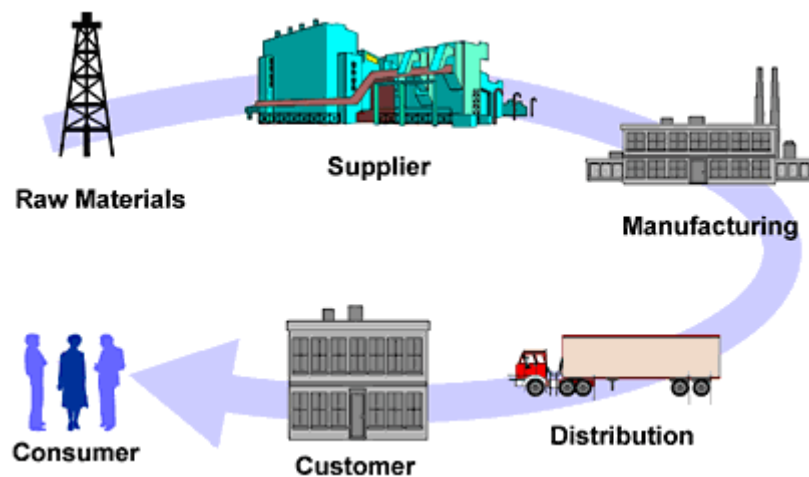 Raw Materials
Supplier
Manufacturing
Distribution
Customer
Consumer